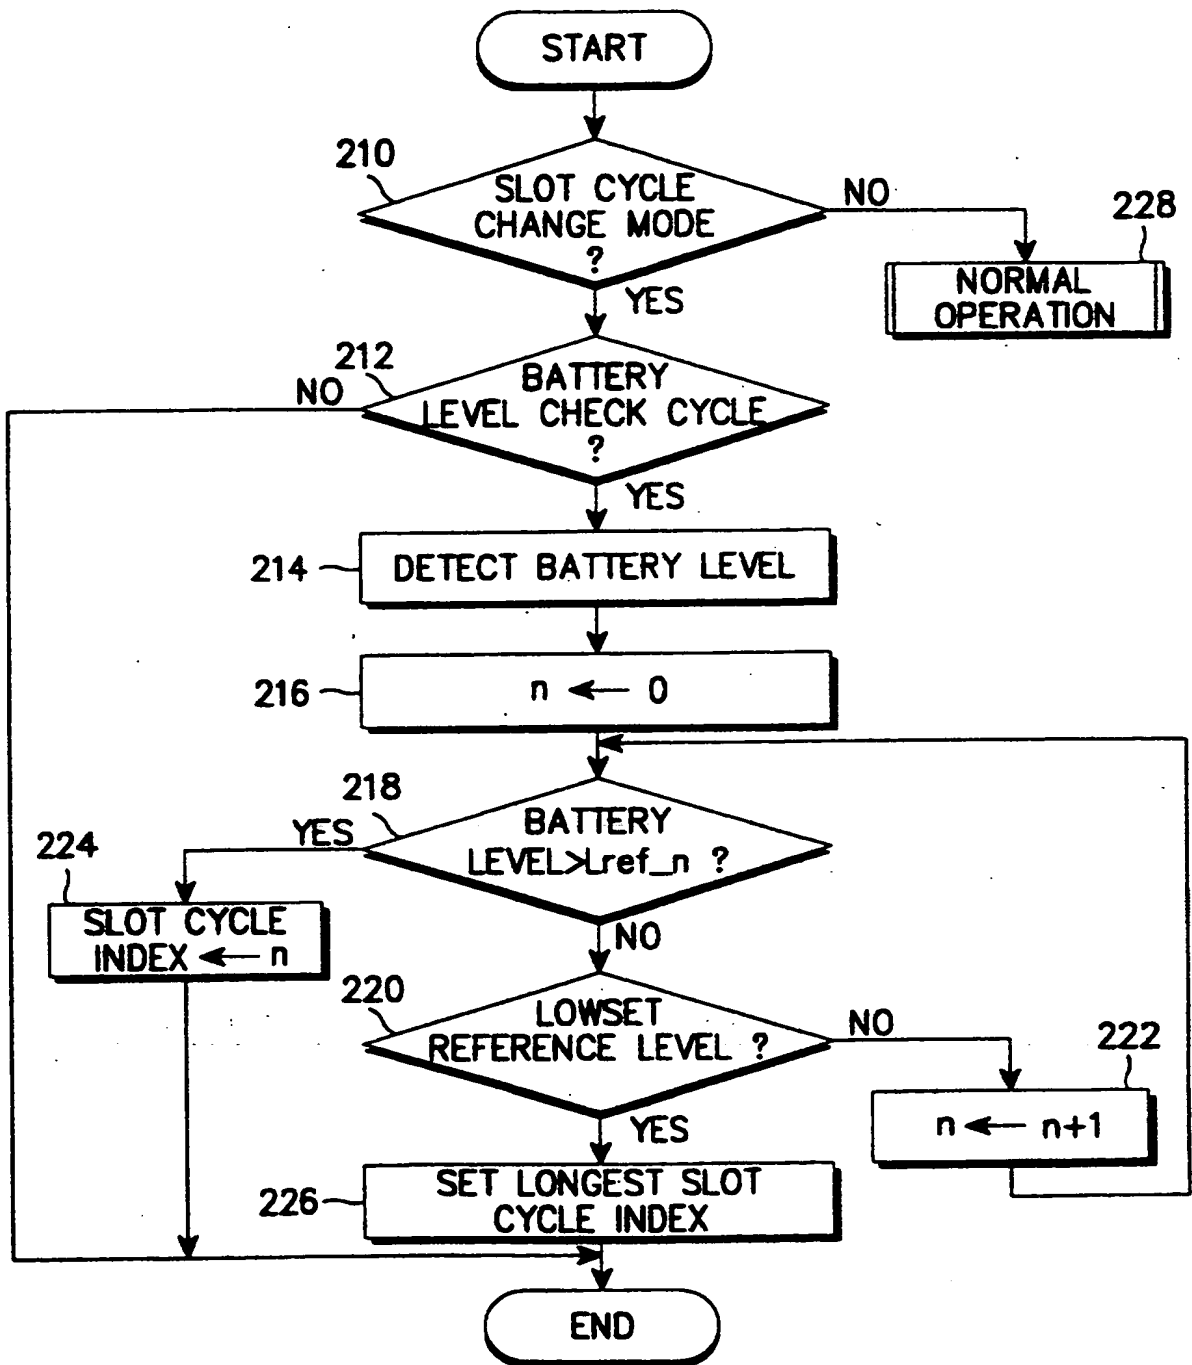 START
210
SLOT CYCLE
CHANGE MODE
?
NO
228
NORMAL
OPERATION
YES
212
NO
BATTERY
LEVEL CHECK CYCLE
?
YES
214
DETECT BATTERY LEVEL
216
n ← 0
218
YES
BATTERY
LEVEL>Lref_n ?
224
SLOT CYCLE
INDEX ← n
NO
220
LOWSET
REFERENCE LEVEL ?
NO
222
n ← n+1
YES
226
SET LONGEST SLOT
CYCLE INDEX
END